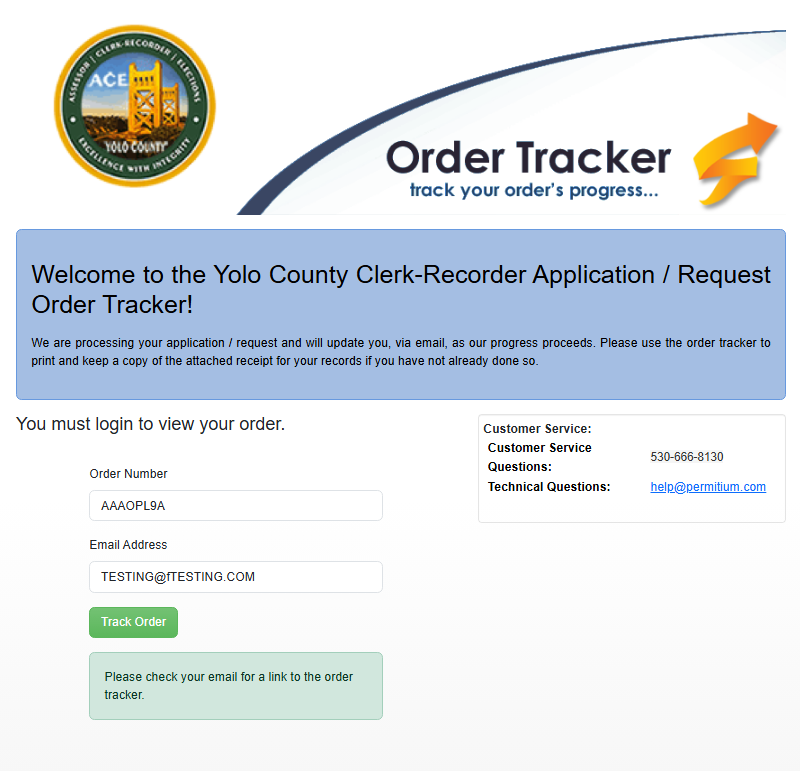 ASSESSOR | CLERK-RECORDER | ELECTIONS
ACE
YOLO COUNTY
EXCELLENCE WITH INTEGRITY
Order Tracker
track your order's progress...
Welcome to the Yolo County Clerk-Recorder Application / Request
Order Tracker!
We are processing your application / request and will update you, via email, as our progress proceeds. Please use the order tracker to
print and keep a copy of the attached receipt for your records if you have not already done so.
You must login to view your order.
Order Number
AAAOPL9A
Email Address
TESTING@fTESTING.COM
Track Order
Please check your email for a link to the order
tracker.
Customer Service:
Customer Service
Questions:
530-666-8130
Technical Questions:
help@permitium.com